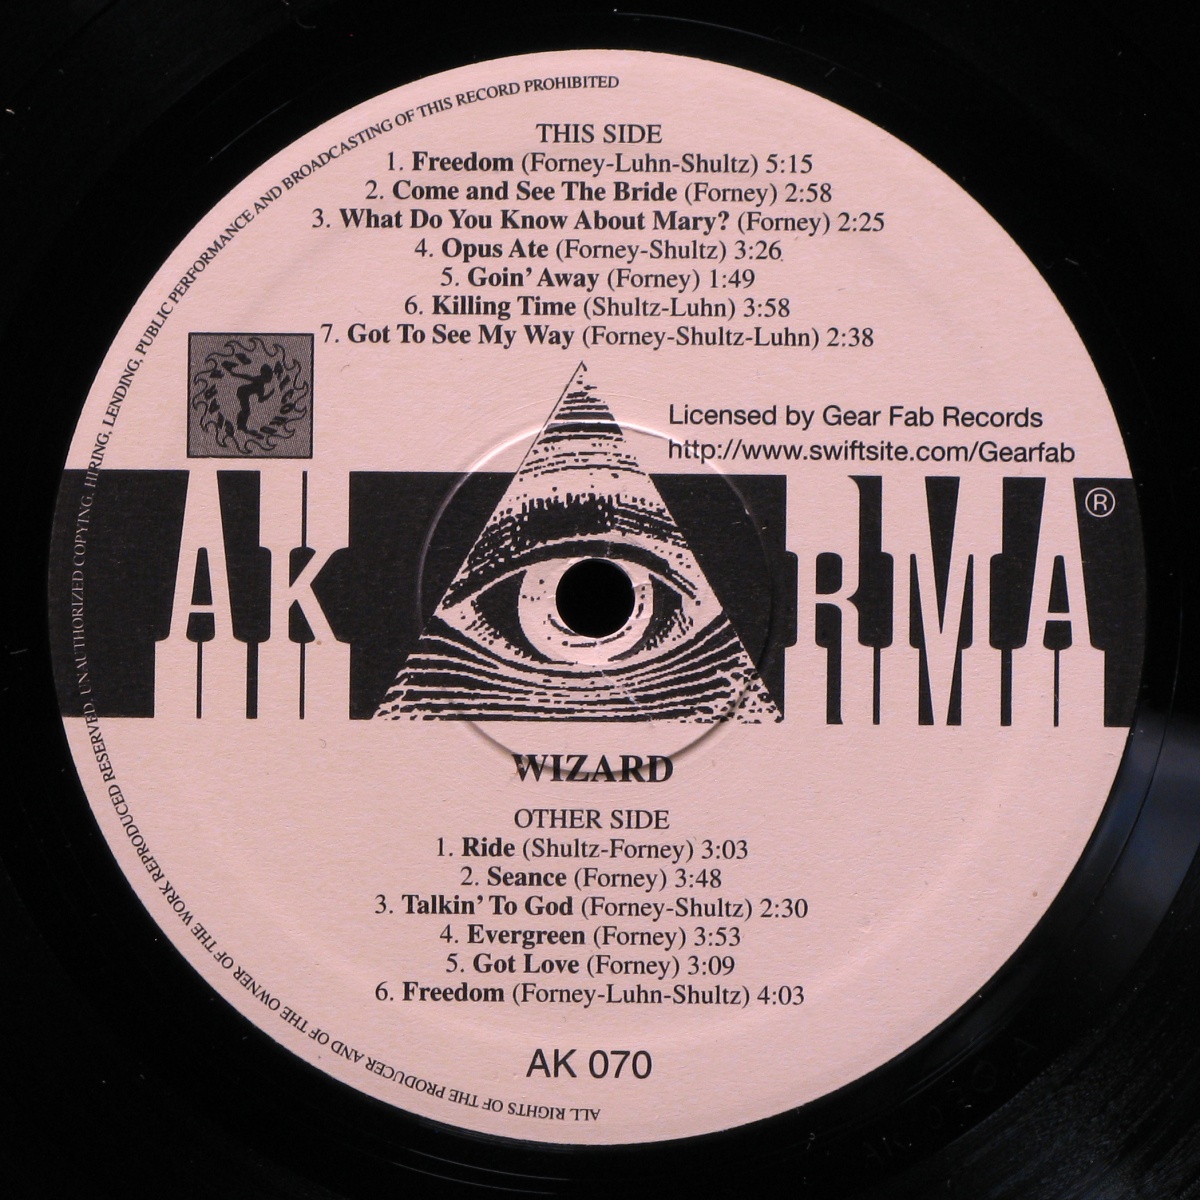 THIS SIDE
1. Freedom (Forney-Luhn-Shultz) 5:15
2. Come and See The Bride (Forney) 2:58
3. What Do You Know About Mary? (Forney) 2:25
4. Opus Ate (Forney-Shultz) 3:26
5. Goin' Away (Forney) 1:49
6. Killing Time (Shultz-Luhn) 3:58
7. Got To See My Way (Forney-Shultz-Luhn) 2:38
Licensed by Gear Fab Records
http://www.swiftsite.com/Gearfab
AK RMA ®
WIZARD
OTHER SIDE
1. Ride (Shultz-Forney) 3:03
2. Seance (Forney) 3:48
3. Talkin' To God (Forney-Shultz) 2:30
4. Evergreen (Forney) 3:53
5. Got Love (Forney) 3:09
6. Freedom (Forney-Luhn-Shultz) 4:03
AK 070
ALL RIGHTS OF THE PRODUCER AND OF THE OWNER OF THE WORK REPRODUCED RESERVED, UNAUTHORIZED COPYING, HIRING, LENDING, PUBLIC PERFORMANCE AND BROADCASTING OF THIS RECORD PROHIBITED